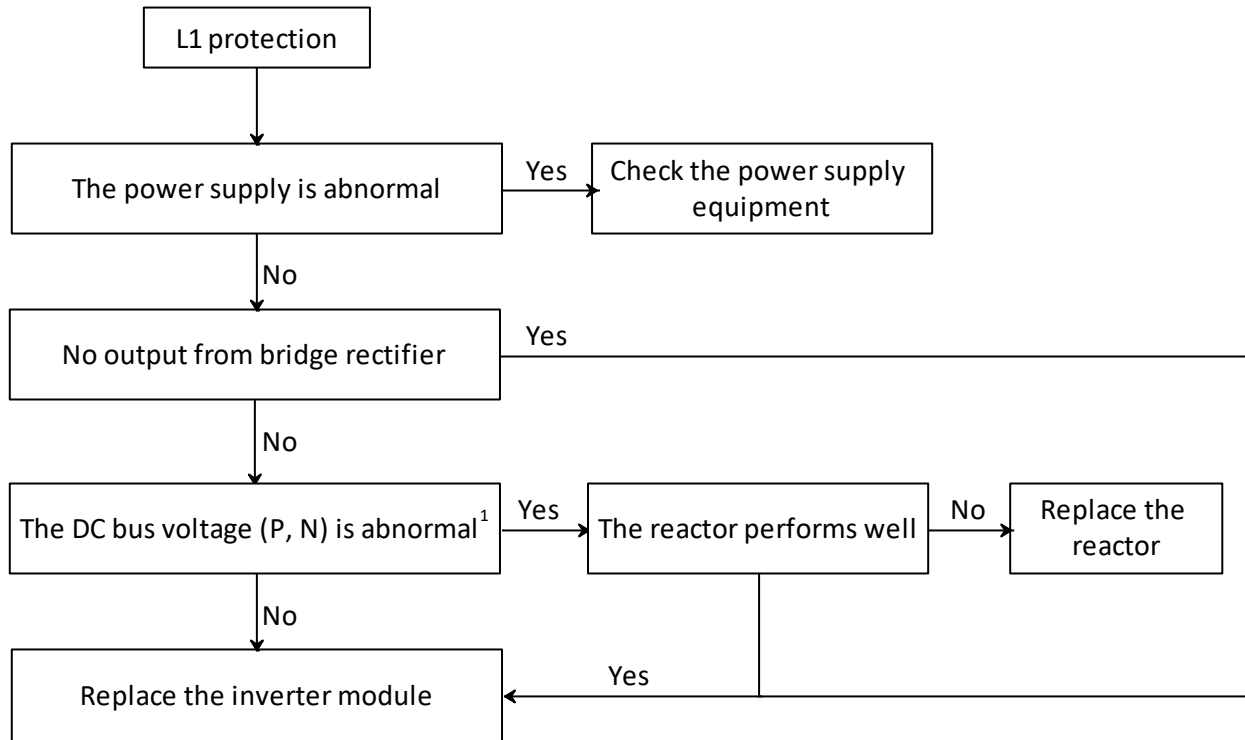 L1 protection
The power supply is abnormal
Yes
Check the power supply
equipment
No
No output from bridge rectifier
Yes
No
The DC bus voltage (P, N) is abnormal1
Yes
The reactor performs well
No
Replace the
reactor
No
Replace the inverter module
Yes